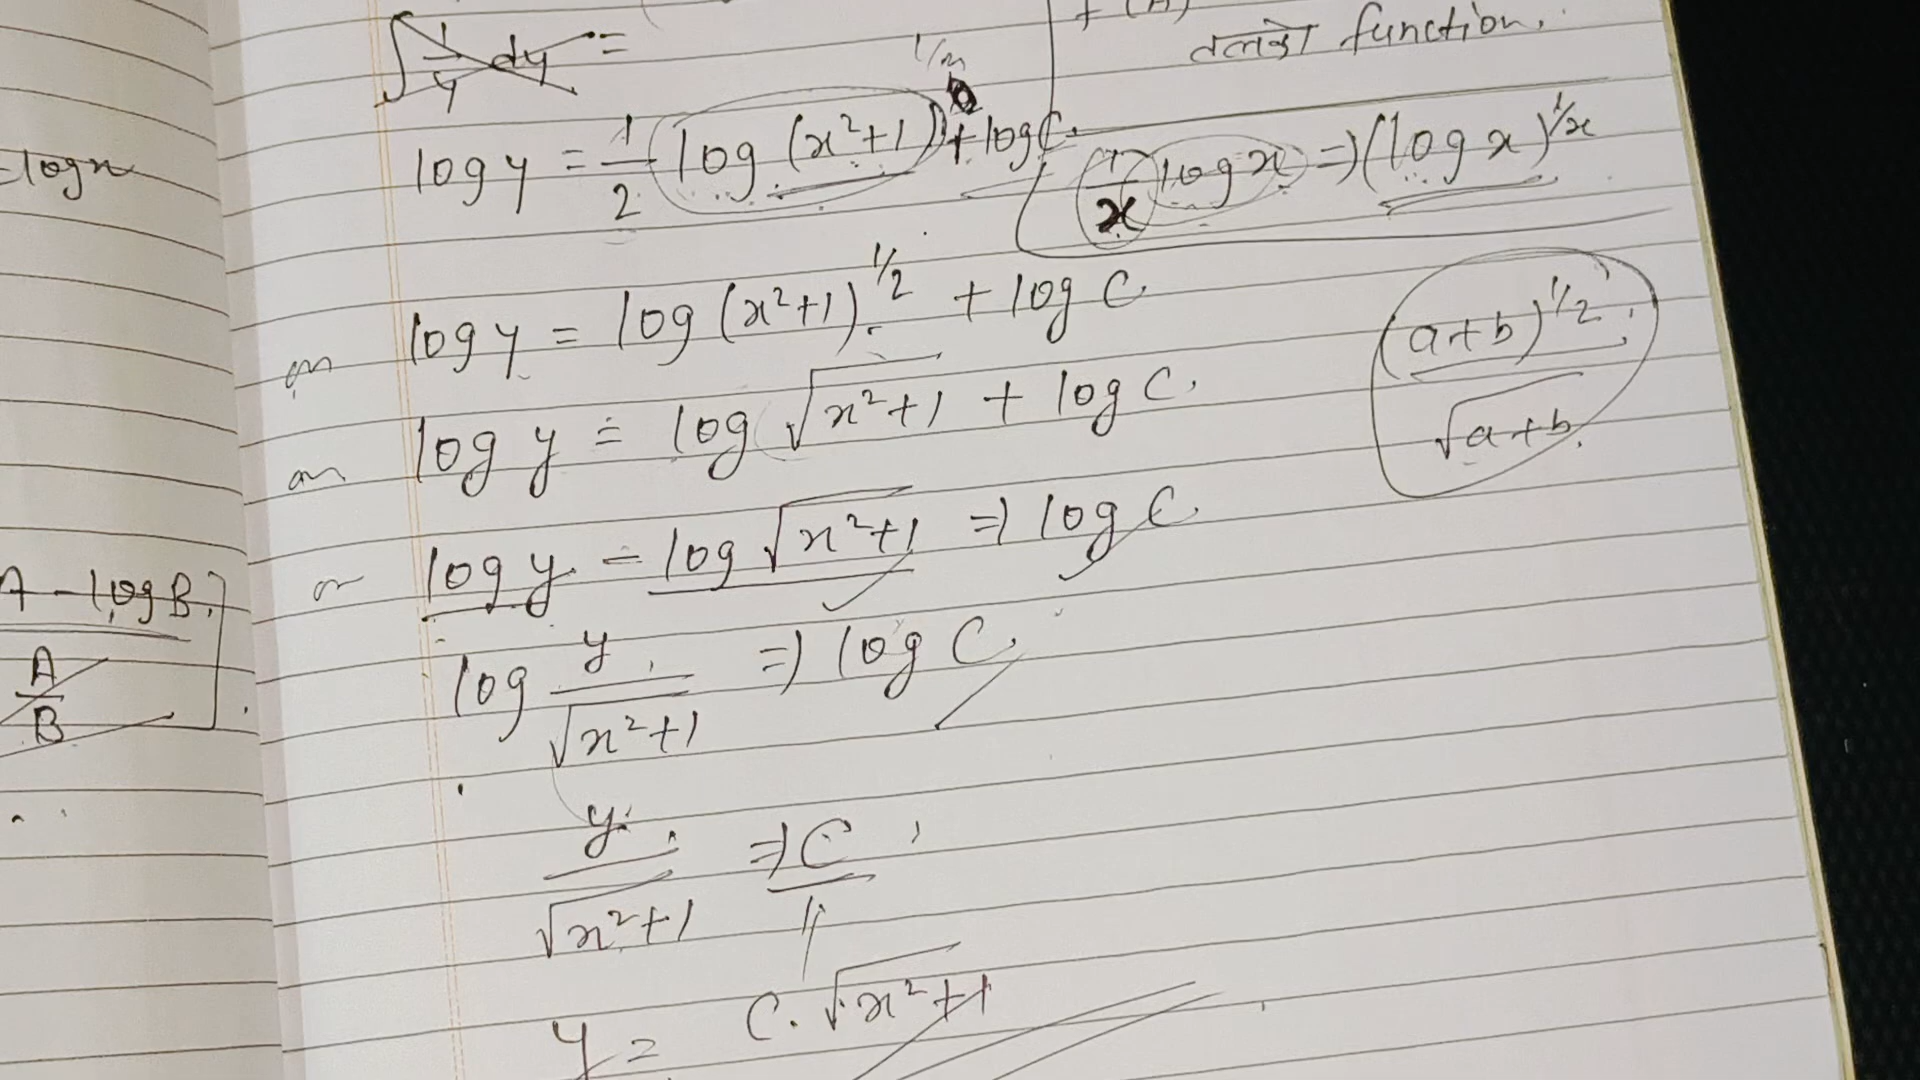 ∫ 1/y dy =
function.
log y = 1/2 log (x²+1) + log C.
1/x log x ⇒ (log x)^1/x
= log x
log y = log (x²+1)^1/2 + log C
(a+b)^1/2
√a+b.
log y = log √x²+1 + log C.
or log y - log √x²+1 ⇒ log C.
A - log B.]
A/B
log y/√x²+1 ⇒ log C.
y/√x²+1 ⇒ C
y = C. √x²+1